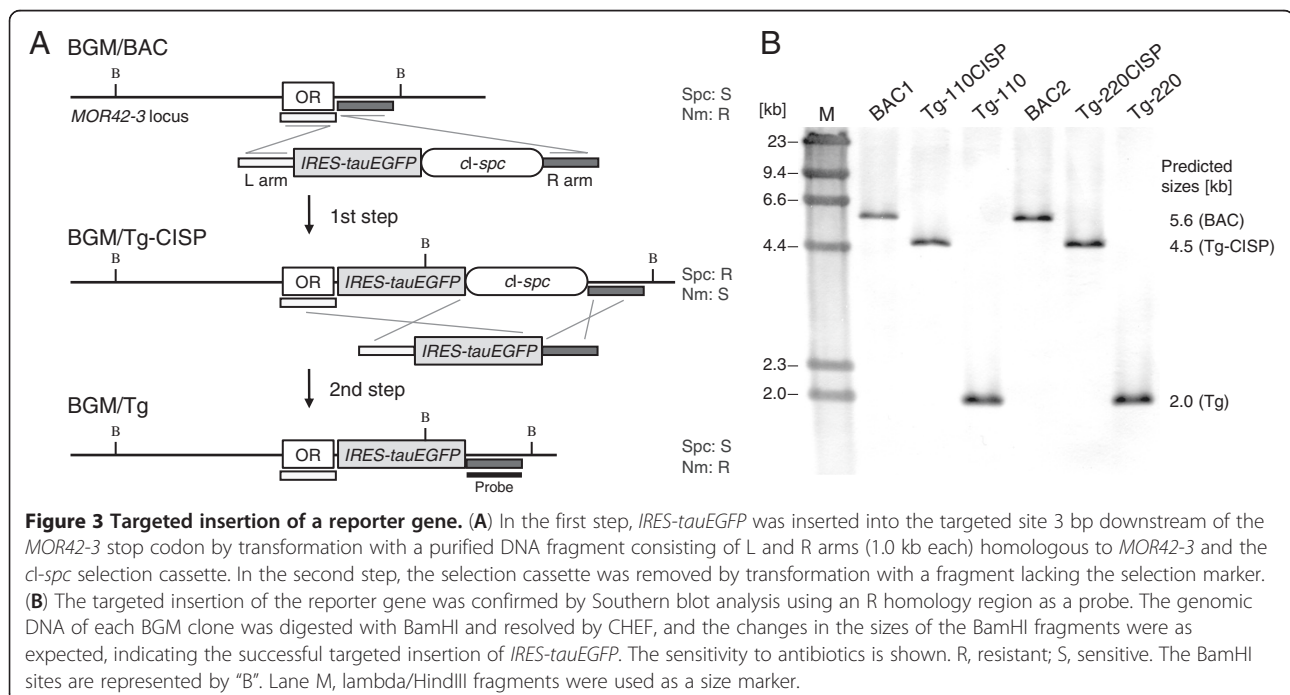 A
BGM/BAC
B
B
OR
MOR42-3 locus
Spc: S
Nm: R
IRES-tauEGFP
cI-spc
L arm
R arm
1st step
BGM/Tg-CISP
B
B
B
OR
IRES-tauEGFP
cI-spc
Spc: R
Nm: S
IRES-tauEGFP
2nd step
BGM/Tg
B
B
B
OR
IRES-tauEGFP
Probe
Spc: S
Nm: R
B
[kb]
M
BAC1
Tg-110CISP
Tg-110
BAC2
Tg-220CISP
Tg-220
23
9.4
6.6
4.4
2.3
2.0
Predicted
sizes [kb]
5.6 (BAC)
4.5 (Tg-CISP)
2.0 (Tg)
Figure 3 Targeted insertion of a reporter gene. (A) In the first step, IRES-tauEGFP was inserted into the targeted site 3 bp downstream of the
MOR42-3 stop codon by transformation with a purified DNA fragment consisting of L and R arms (1.0 kb each) homologous to MOR42-3 and the
cI-spc selection cassette. In the second step, the selection cassette was removed by transformation with a fragment lacking the selection marker.
(B) The targeted insertion of the reporter gene was confirmed by Southern blot analysis using an R homology region as a probe. The genomic
DNA of each BGM clone was digested with BamHI and resolved by CHEF, and the changes in the sizes of the BamHI fragments were as
expected, indicating the successful targeted insertion of IRES-tauEGFP. The sensitivity to antibiotics is shown. R, resistant; S, sensitive. The BamHI
sites are represented by “B”. Lane M, lambda/HindIII fragments were used as a size marker.